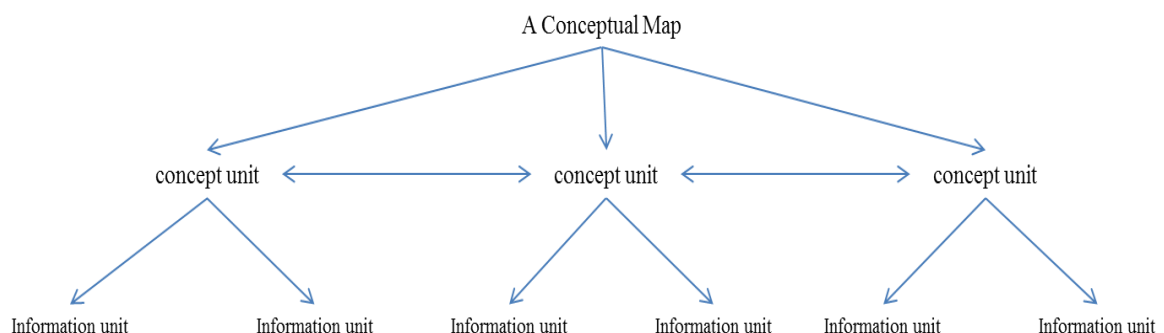 A Conceptual Map
concept unit concept unit concept unit
Information unit Information unit Information unit Information unit Information unit Information unit